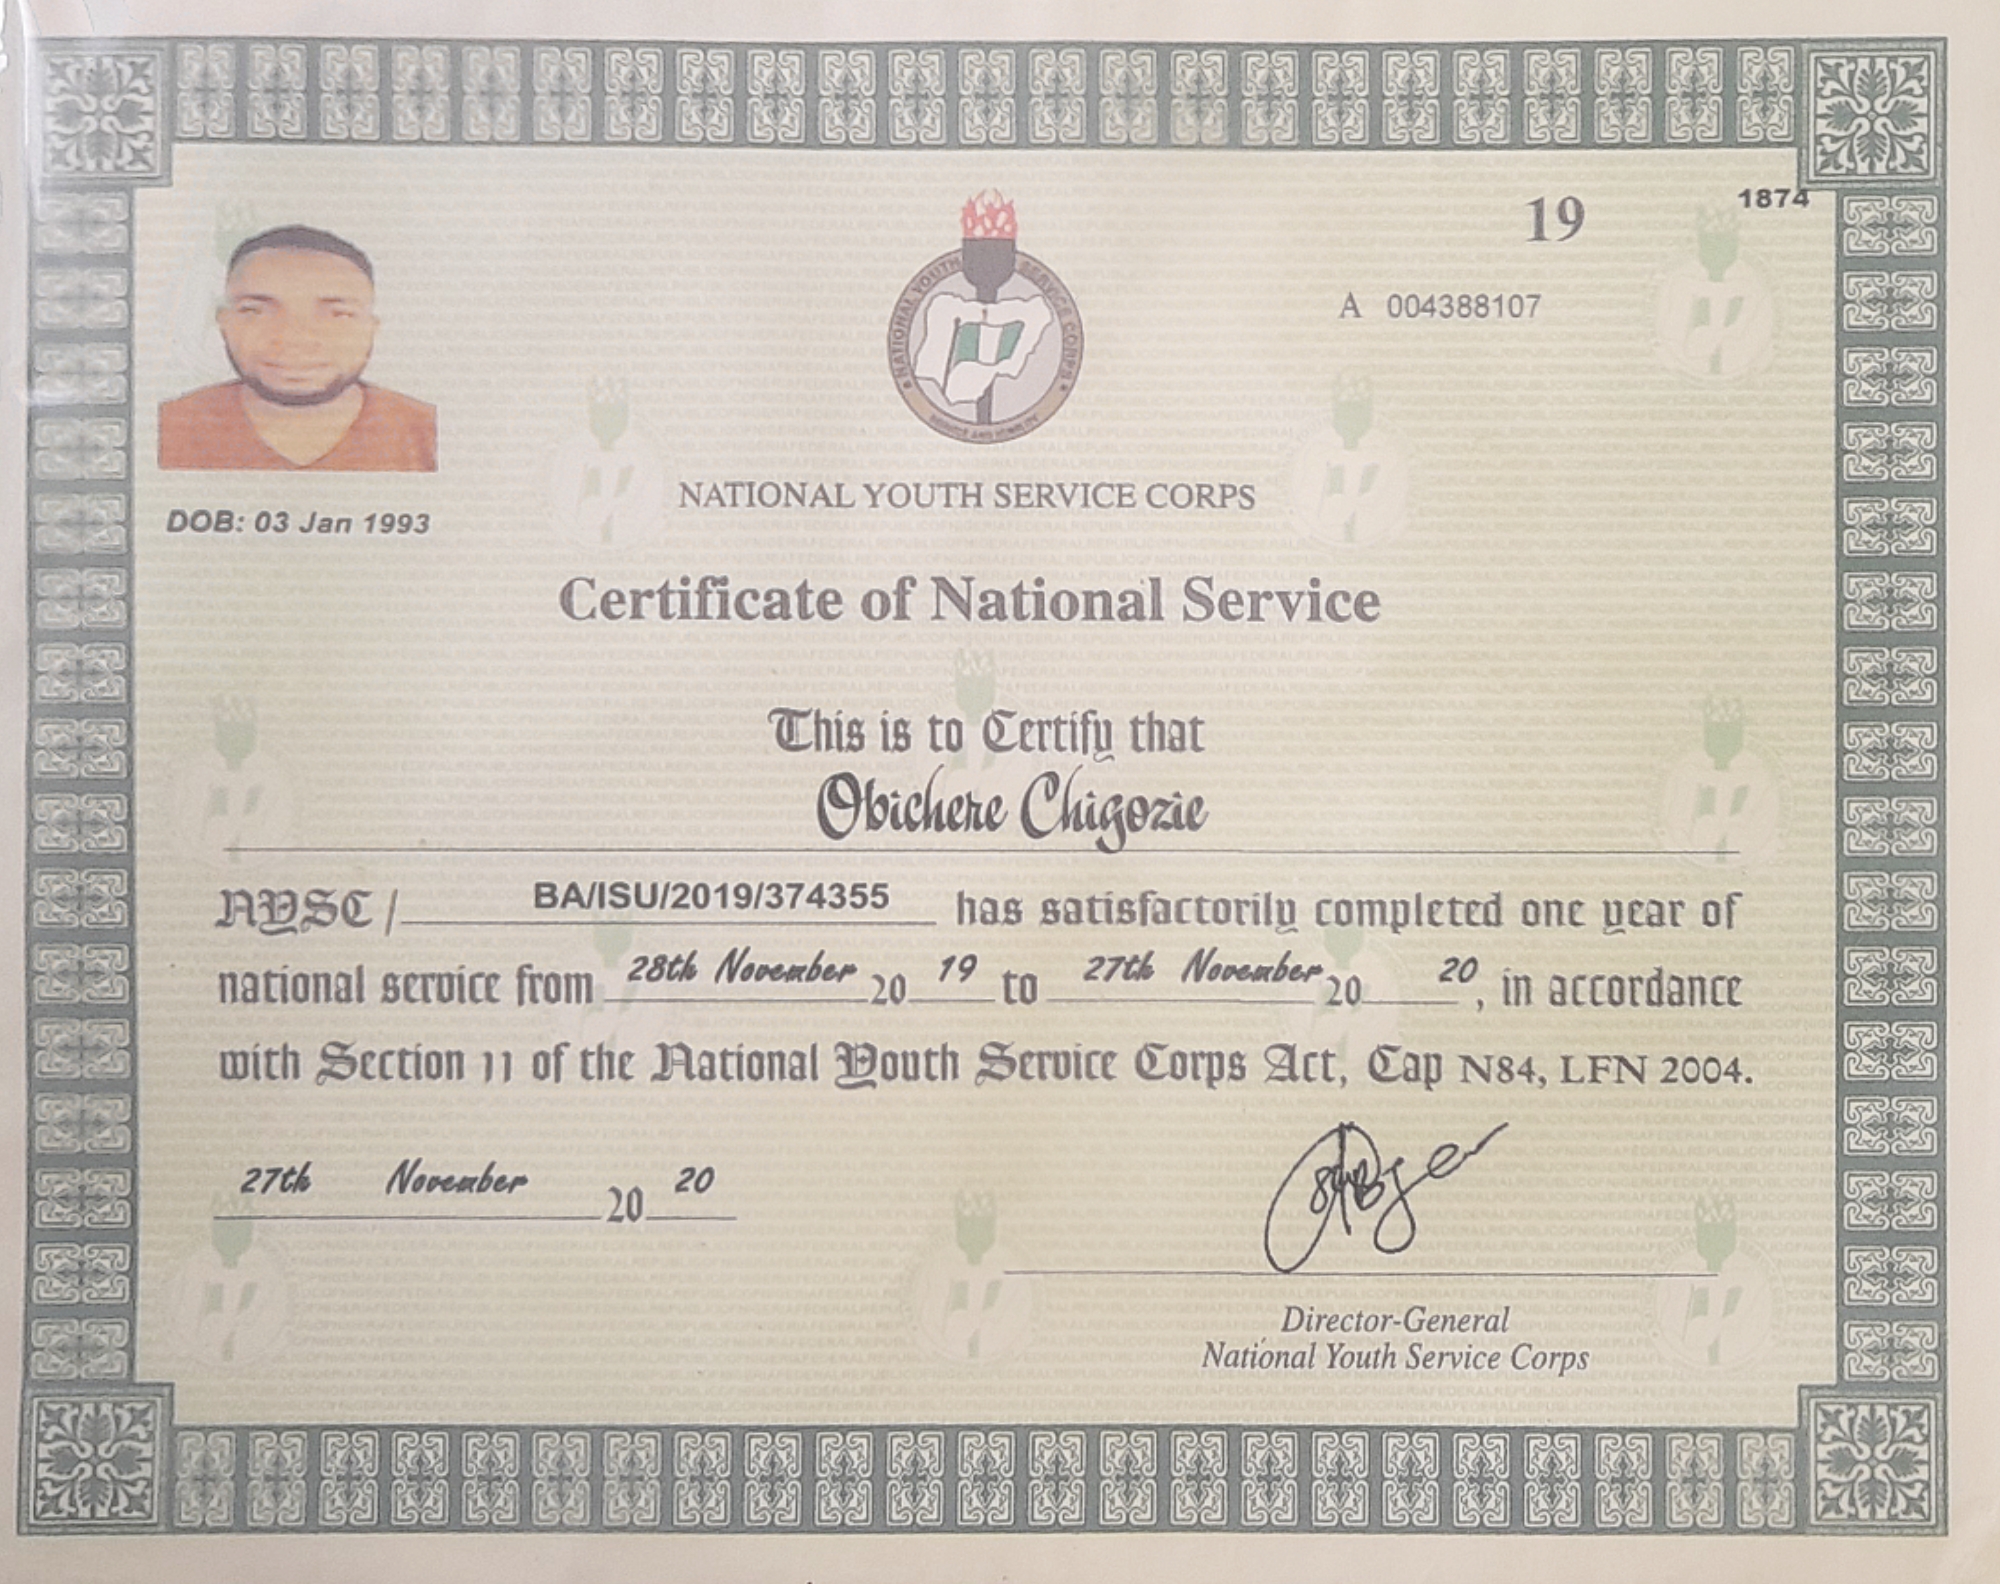 19
1874
A 004388107
NATIONAL YOUTH SERVICE CORPS
DOB: 03 Jan 1993
NATIONAL YOUTH SERVICE CORPS
Certificate of National Service
This is to Certify that
Obichere Chigozie
NYSC / BA/ISU/2019/374355 has satisfactorily completed one year of
national service from 28th November 20 19 to 27th November 20 20, in accordance
with Section 11 of the National Youth Service Corps Act, Cap N84, LFN 2004.
27th November 20 20
Director-General
National Youth Service Corps